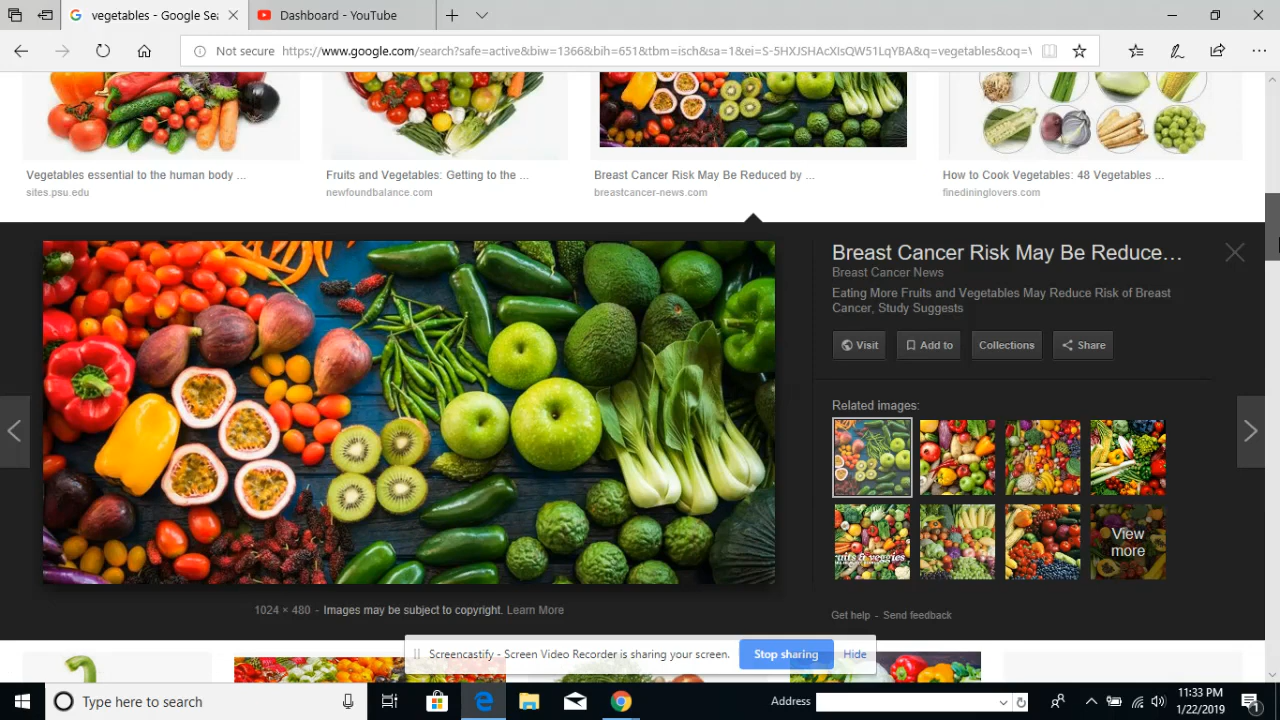 vegetables - Google Sea
Dashboard - YouTube
Not secure https://www.google.com/search?safe=active&biw=1366&bih=651&tbm=isch&sa=1&ei=S-5HXJSHAcXIsQW51LqYBA&q=vegetables&oq=
Vegetables essential to the human body ...
sites.psu.edu
Fruits and Vegetables: Getting to the ...
newfoundbalance.com
Breast Cancer Risk May Be Reduced by ...
breastcancer-news.com
How to Cook Vegetables: 48 Vegetables ...
finedininglovers.com
Breast Cancer Risk May Be Reduce...
Breast Cancer News
Eating More Fruits and Vegetables May Reduce Risk of Breast
Cancer, Study Suggests
Visit Add to Collections Share
Related images:
View
more
1024 × 480 - Images may be subject to copyright. Learn More
Get help - Send feedback
Screencastify - Screen Video Recorder is sharing your screen. Stop sharing Hide
Type here to search
Address
11:33 PM
1/22/2019
1